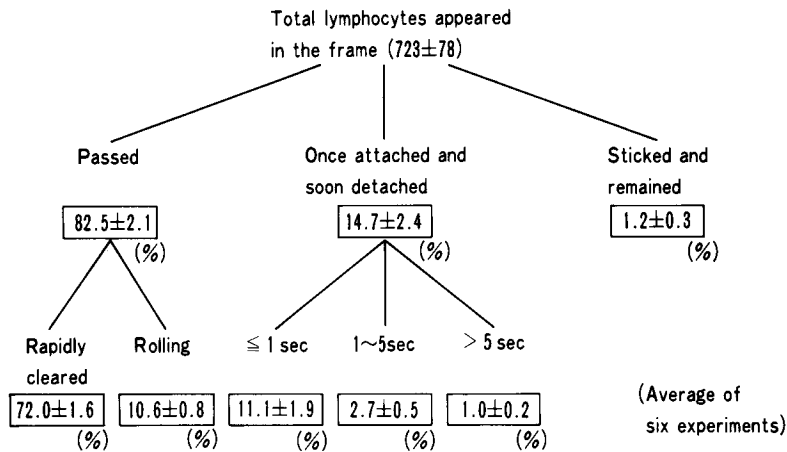 Total lymphocytes appeared
in the frame (723±78)
Passed
Once attached and
soon detached
Sticked and
remained
82.5±2.1
(%)
14.7±2.4
(%)
1.2±0.3
(%)
Rapidly
cleared
Rolling
≦ 1 sec
1~5sec
> 5 sec
72.0±1.6
(%)
10.6±0.8
(%)
11.1±1.9
(%)
2.7±0.5
(%)
1.0±0.2
(%)
(Average of
six experiments)